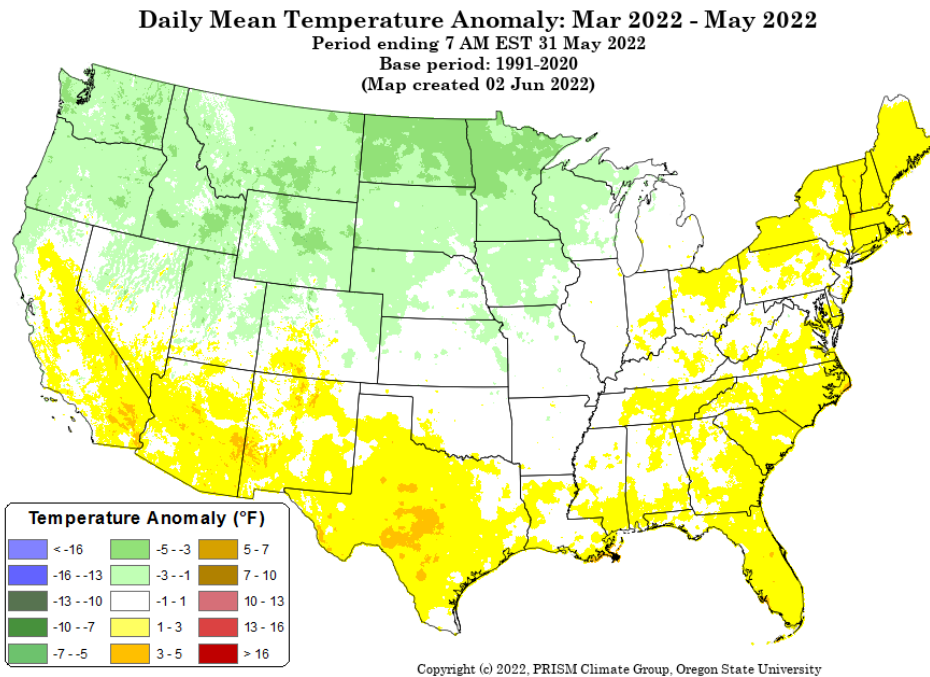 Daily Mean Temperature Anomaly: Mar 2022 - May 2022
Period ending 7 AM EST 31 May 2022
Base period: 1991-2020
(Map created 02 Jun 2022)
Temperature Anomaly (°F)
< -16
-16 - -13
-13 - -10
-10 - -7
-7 - -5
-5 - -3
-3 - -1
-1 - 1
1 - 3
3 - 5
5 - 7
7 - 10
10 - 13
13 - 16
> 16
Copyright (c) 2022, PRISM Climate Group, Oregon State University